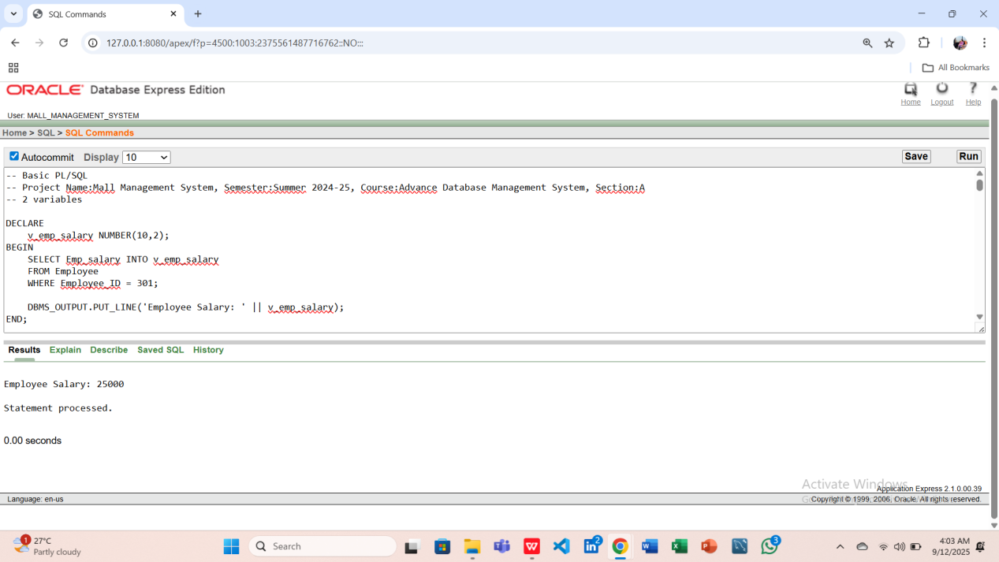 SQL Commands
127.0.0.1:8080/apex/f?p=4500:1003:2375561487716762::NO:::
All Bookmarks
ORACLE Database Express Edition
Home Logout Help
User: MALL_MANAGEMENT_SYSTEM
Home > SQL > SQL Commands
Autocommit Display 10 Save Run
-- Basic PL/SQL
-- Project Name:Mall Management System, Semester:Summer 2024-25, Course:Advance Database Management System, Section:A
-- 2 variables
DECLARE
v_emp_salary NUMBER(10,2);
BEGIN
SELECT Emp_salary INTO v_emp_salary
FROM Employee
WHERE Employee_ID = 301;
DBMS_OUTPUT.PUT_LINE('Employee Salary: ' || v_emp_salary);
END;
Results Explain Describe Saved SQL History
Employee Salary: 25000
Statement processed.
0.00 seconds
Activate Windows
Application Express 2.1.0.00.39
Language: en-us Copyright © 1999, 2006, Oracle. All rights reserved.
1 27°C
Partly cloudy
Search
2
3
4:03 AM
9/12/2025